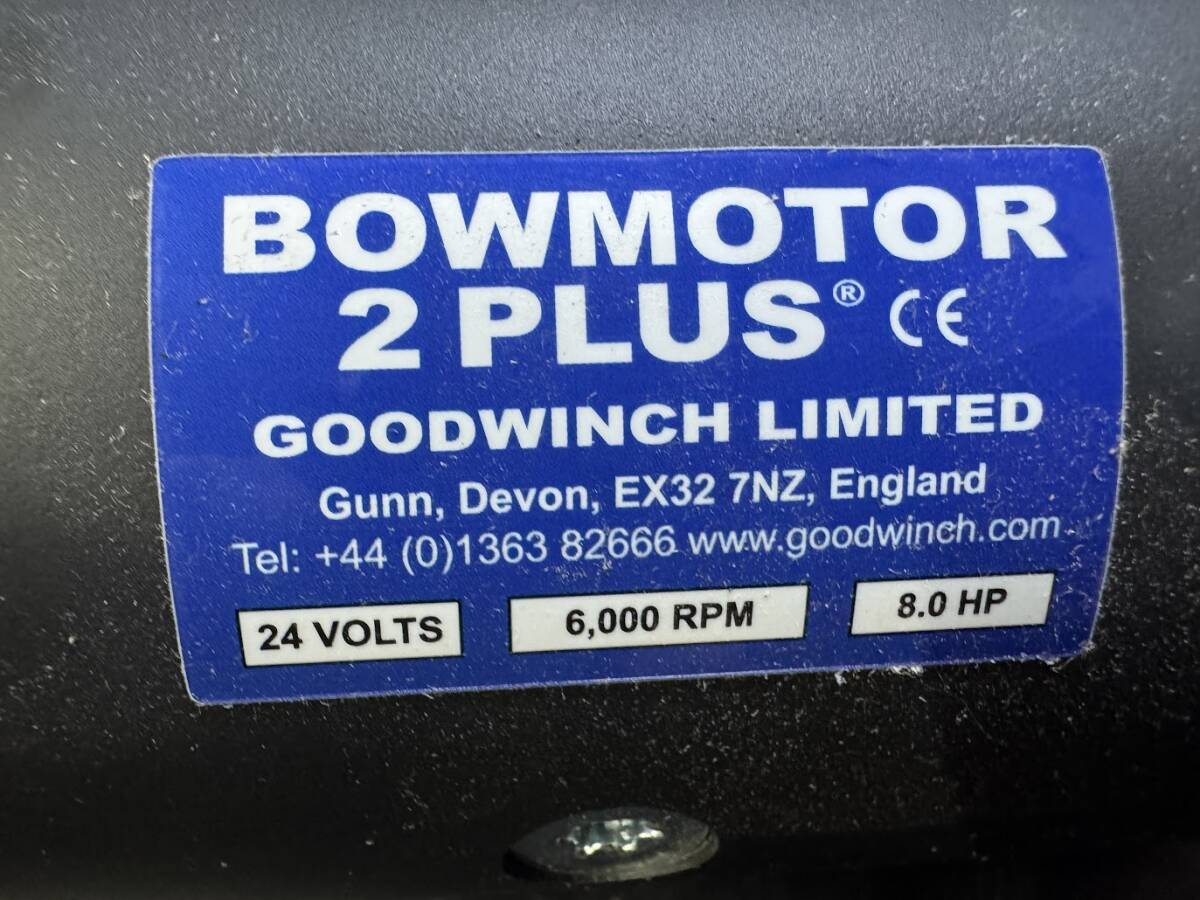 BOWMOTOR
2 PLUS® CE
GOODWINCH LIMITED
Gunn, Devon, EX32 7NZ, England
Tel: +44 (0)1363 82666 www.goodwinch.com
24 VOLTS 6,000 RPM 8.0 HP